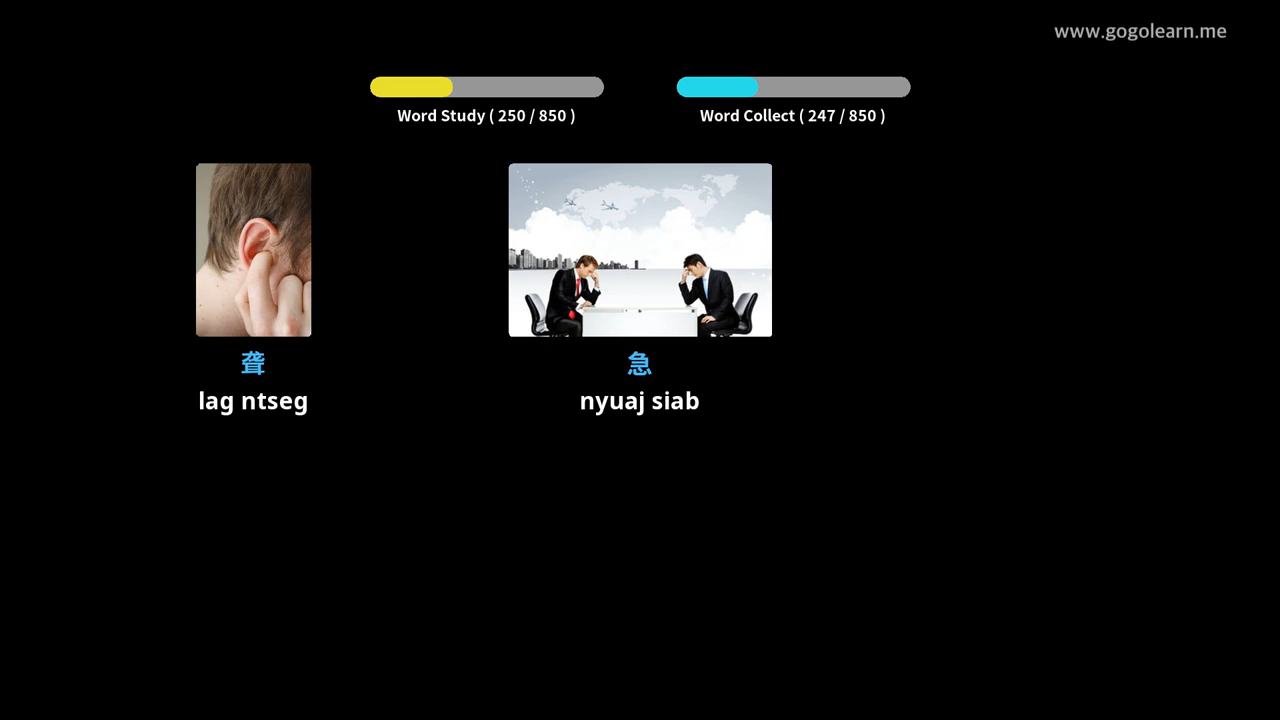 www.gogolearn.me
Word Study ( 250 / 850 )
Word Collect ( 247 / 850 )
聋
急
lag ntseg
nyuaj siab